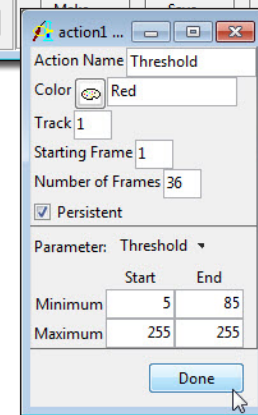 action1 ...
Action Name Threshold
Color Red
Track 1
Starting Frame 1
Number of Frames 36
Persistent
Parameter: Threshold
Start End
Minimum 5 85
Maximum 255 255
Done